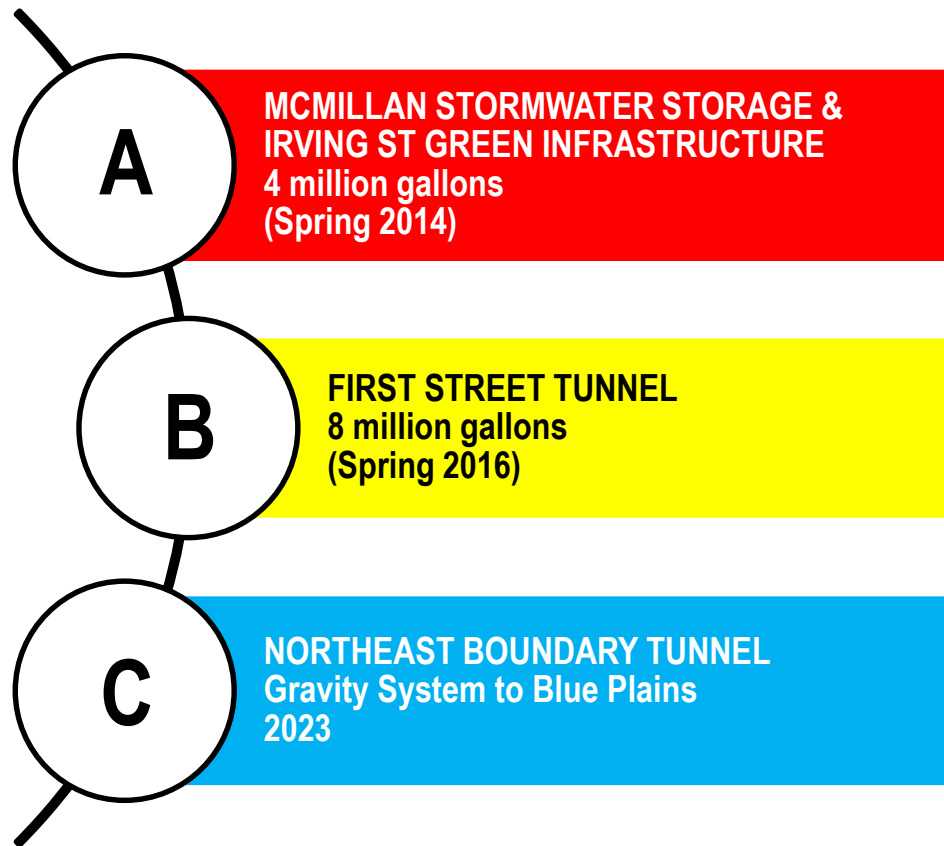 A
MCMILLAN STORMWATER STORAGE &
IRVING ST GREEN INFRASTRUCTURE
4 million gallons
(Spring 2014)
B
FIRST STREET TUNNEL
8 million gallons
(Spring 2016)
C
NORTHEAST BOUNDARY TUNNEL
Gravity System to Blue Plains
2023